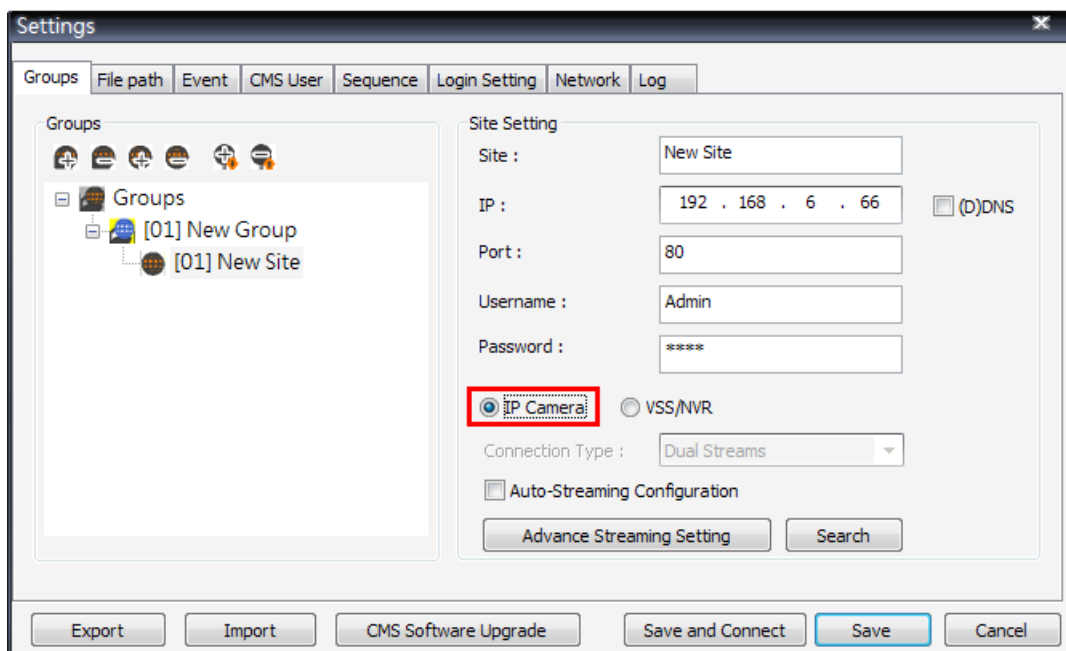 Settings
Groups File path Event CMS User Sequence Login Setting Network Log
Groups
Groups
[01] New Group
[01] New Site
Site Setting
Site : New Site
IP : 192 . 168 . 6 . 66 (D)DNS
Port : 80
Username : Admin
Password : ****
IP Camera VSS/NVR
Connection Type : Dual Streams
Auto-Streaming Configuration
Advance Streaming Setting Search
Export Import CMS Software Upgrade Save and Connect Save Cancel